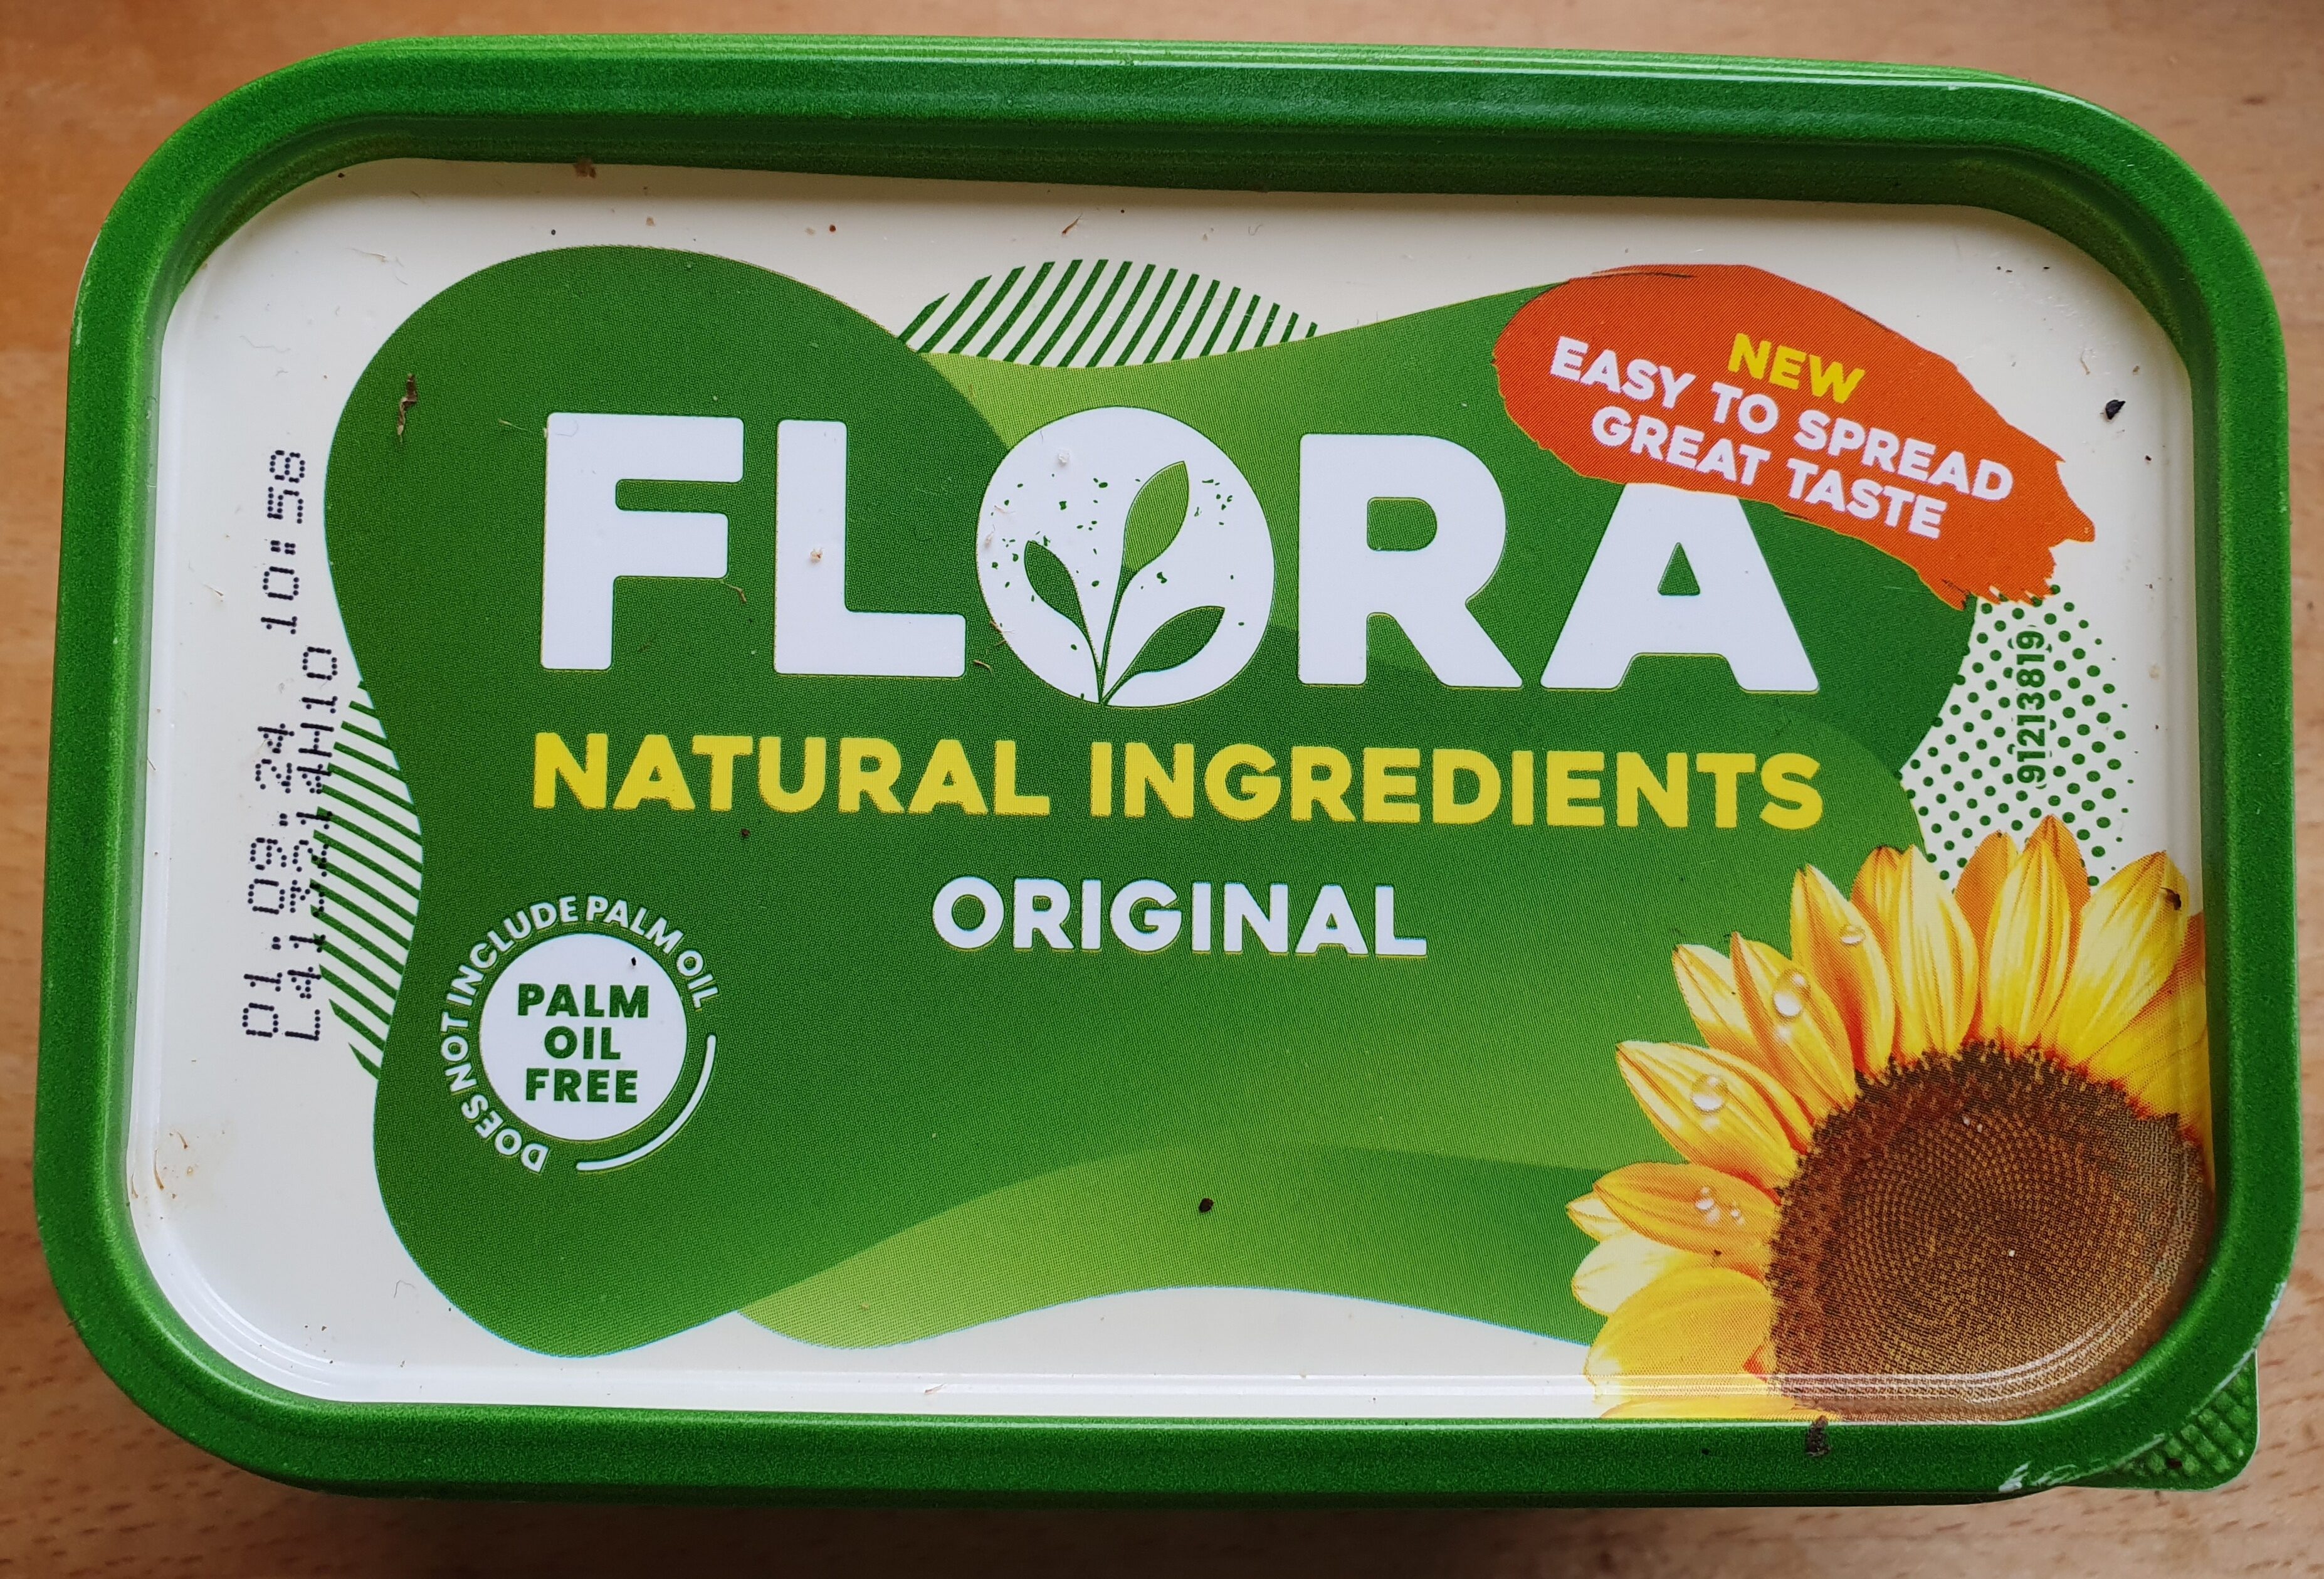 NEW
EASY TO SPREAD
GREAT TASTE
FLORA
NATURAL INGREDIENTS
ORIGINAL
DOES NOT INCLUDE PALM OIL
PALM
OIL
FREE
01.09.24 10:58
91213819